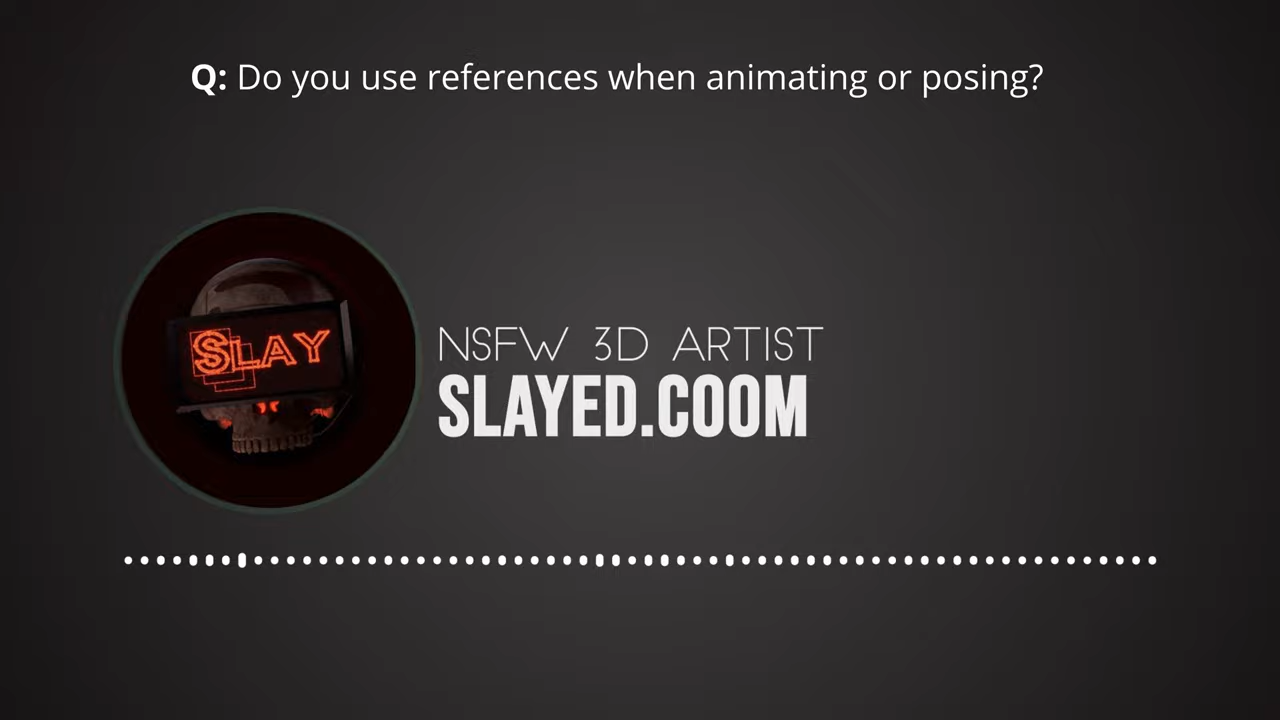 Q: Do you use references when animating or posing?
SLAY
NSFW 3D ARTIST
SLAYED.COOM